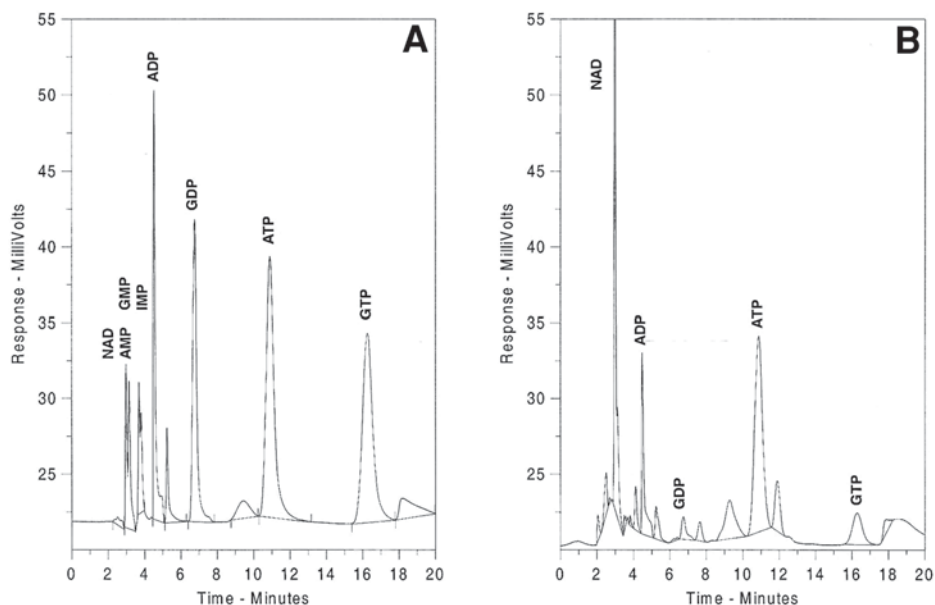 A
55
50
45
40
35
30
25
Response - MilliVolts
NAD
AMP
GMP
IMP
ADP
GDP
ATP
GTP
0 2 4 6 8 10 12 14 16 18 20
Time - Minutes
B
55
50
45
40
35
30
25
Response - MilliVolts
NAD
ADP
GDP
ATP
GTP
0 2 4 6 8 10 12 14 16 18 20
Time - Minutes